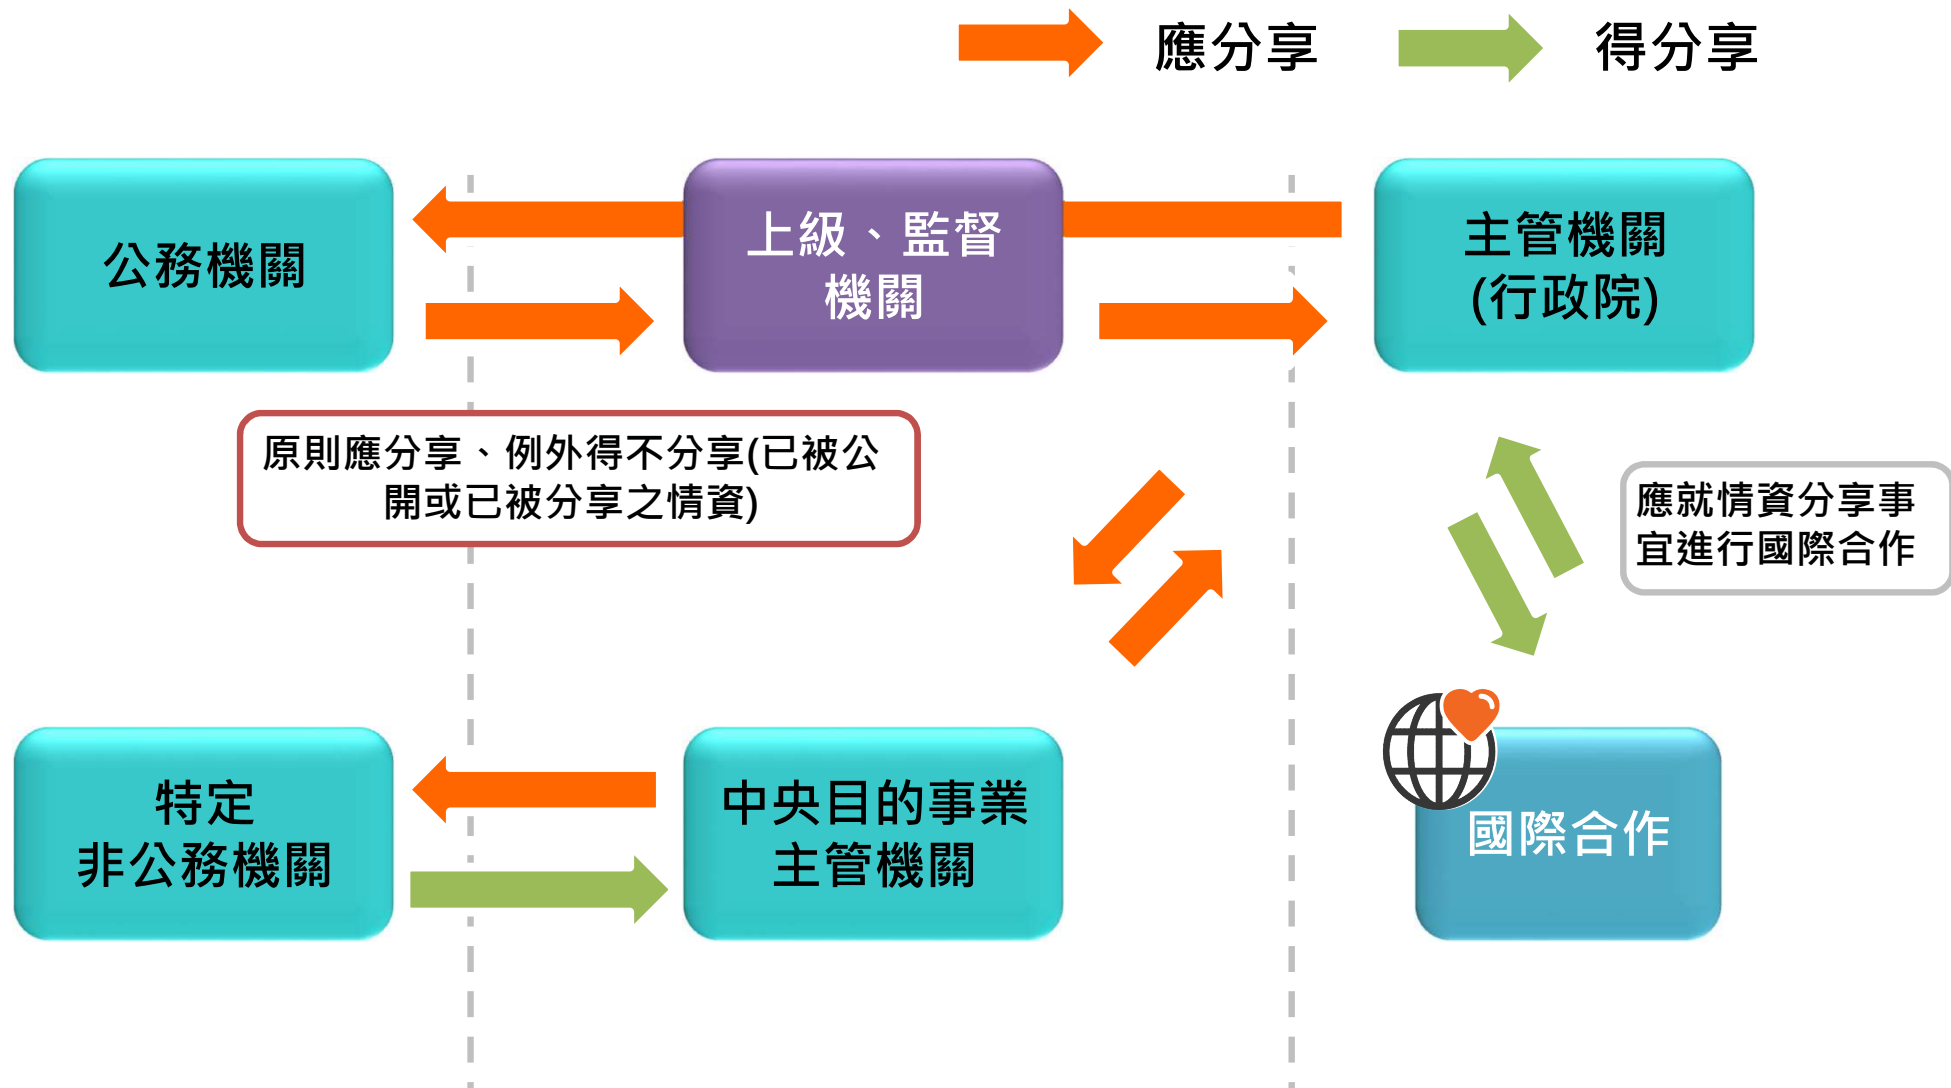 應分享
得分享
公務機關
上級、監督
機關
主管機關
(行政院)
原則應分享、例外得不分享(已被公
開或已被分享之情資)
應就情資分享事
宜進行國際合作
特定
非公務機關
中央目的事業
主管機關
國際合作